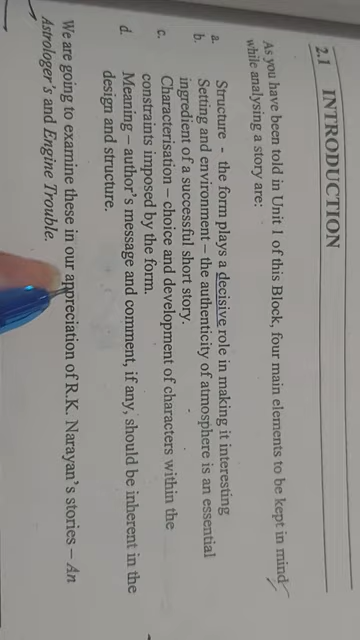 2.1 INTRODUCTION
As you have been told in Unit 1 of this Block, four main elements to be kept in mind
while analysing a story are:
a. Structure - the form plays a decisive role in making it interesting
b. Setting and environment – the authenticity of atmosphere is an essential
ingredient of a successful short story.
c. Characterisation – choice and development of characters within the
constraints imposed by the form.
d. Meaning – author's message and comment, if any, should be inherent in the
design and structure.
We are going to examine these in our appreciation of R.K. Narayan's stories – An
Astrologer's and Engine Trouble.